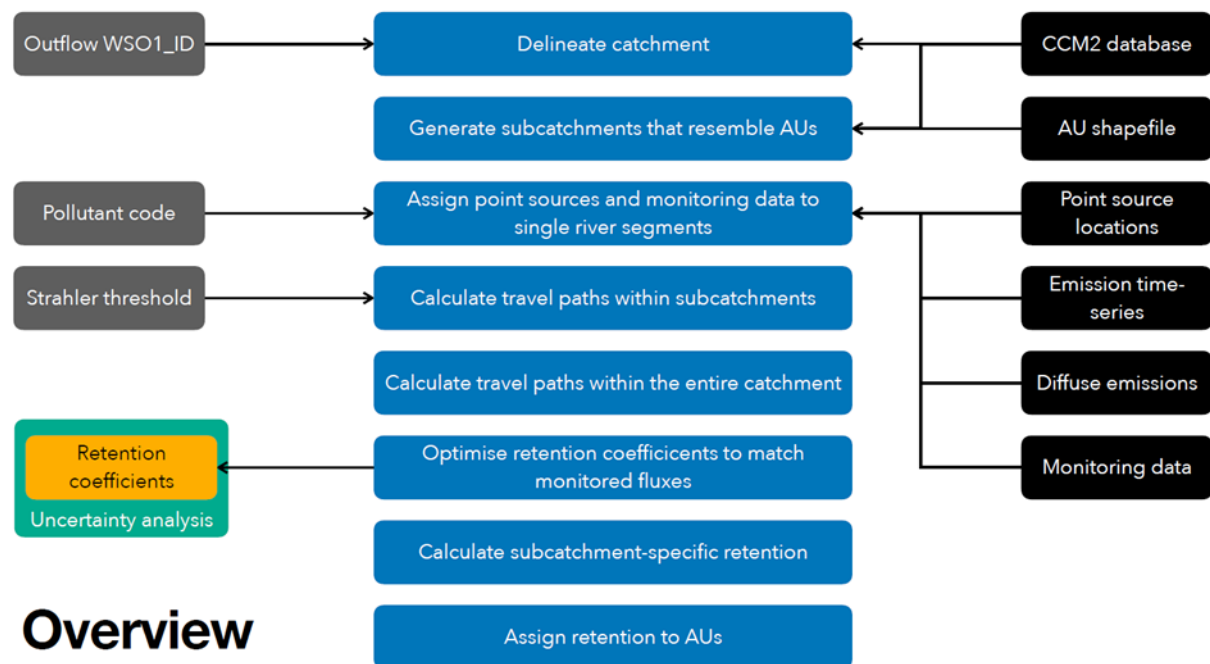 Outflow WSO1_ID
Delineate catchment
CCM2 database
Generate subcatchments that resemble AUs
AU shapefile
Pollutant code
Assign point sources and monitoring data to
single river segments
Point source
locations
Strahler threshold
Calculate travel paths within subcatchments
Emission time-
series
Calculate travel paths within the entire catchment
Diffuse emissions
Retention
coefficients
Uncertainty analysis
Optimise retention coefficicents to match
monitored fluxes
Monitoring data
Calculate subcatchment-specific retention
Overview
Assign retention to AUs